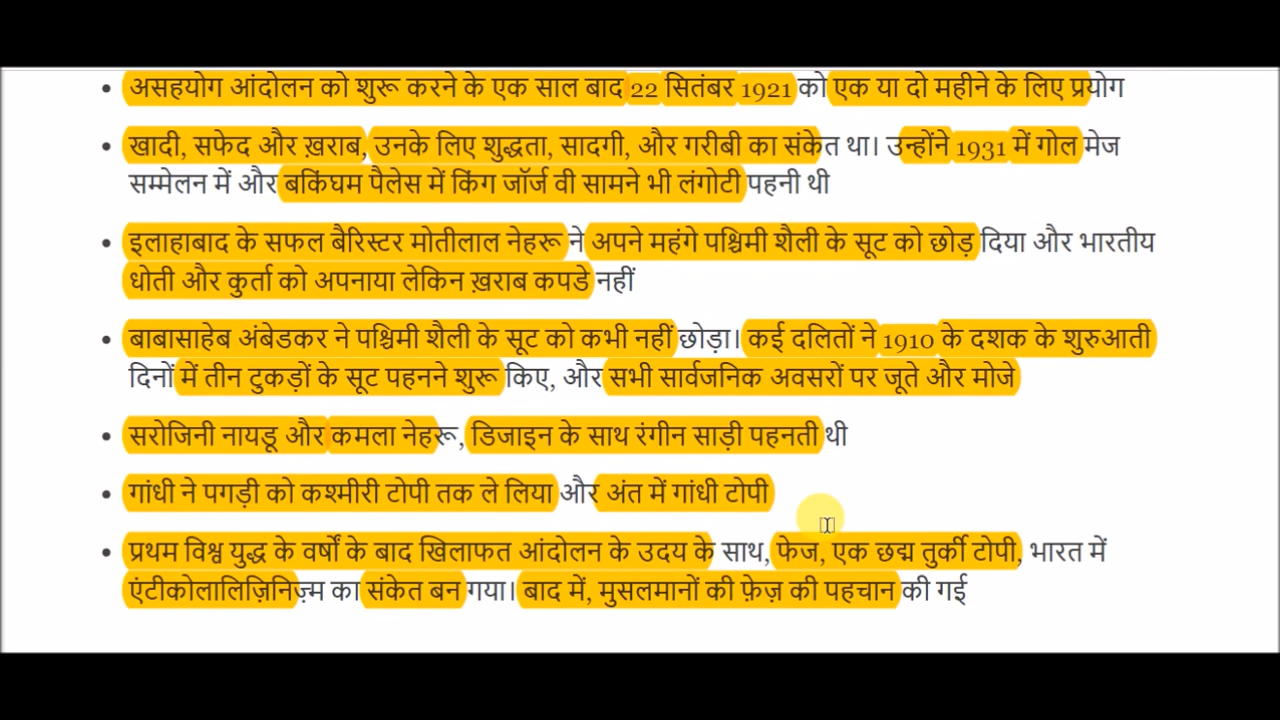 असहयोग आंदोलन को शुरू करने के एक साल बाद 22 सितंबर 1921 को एक या दो महीने के लिए प्रयोग
खादी, सफेद और ख़राब, उनके लिए शुद्धता, सादगी, और गरीबी का संकेत था। उन्होंने 1931 में गोल मेज
सम्मेलन में और बकिंघम पैलेस में किंग जॉर्ज वी सामने भी लंगोटी पहनी थी
इलाहाबाद के सफल बैरिस्टर मोतीलाल नेहरू ने अपने महंगे पश्चिमी शैली के सूट को छोड़ दिया और भारतीय
धोती और कुर्ता को अपनाया लेकिन ख़राब कपडे नहीं
बाबासाहेब अंबेडकर ने पश्चिमी शैली के सूट को कभी नहीं छोड़ा। कई दलितों ने 1910 के दशक के शुरुआती
दिनों में तीन टुकड़ों के सूट पहनने शुरू किए, और सभी सार्वजनिक अवसरों पर जूते और मोजे
सरोजिनी नायडू और कमला नेहरू, डिजाइन के साथ रंगीन साड़ी पहनती थी
गांधी ने पगड़ी को कश्मीरी टोपी तक ले लिया और अंत में गांधी टोपी
प्रथम विश्व युद्ध के वर्षों के बाद खिलाफत आंदोलन के उदय के साथ, फेज, एक छद्म तुर्की टोपी, भारत में
एंटीकोलालिज़िनिज़्म का संकेत बन गया। बाद में, मुसलमानों की फ़ेज़ की पहचान की गई